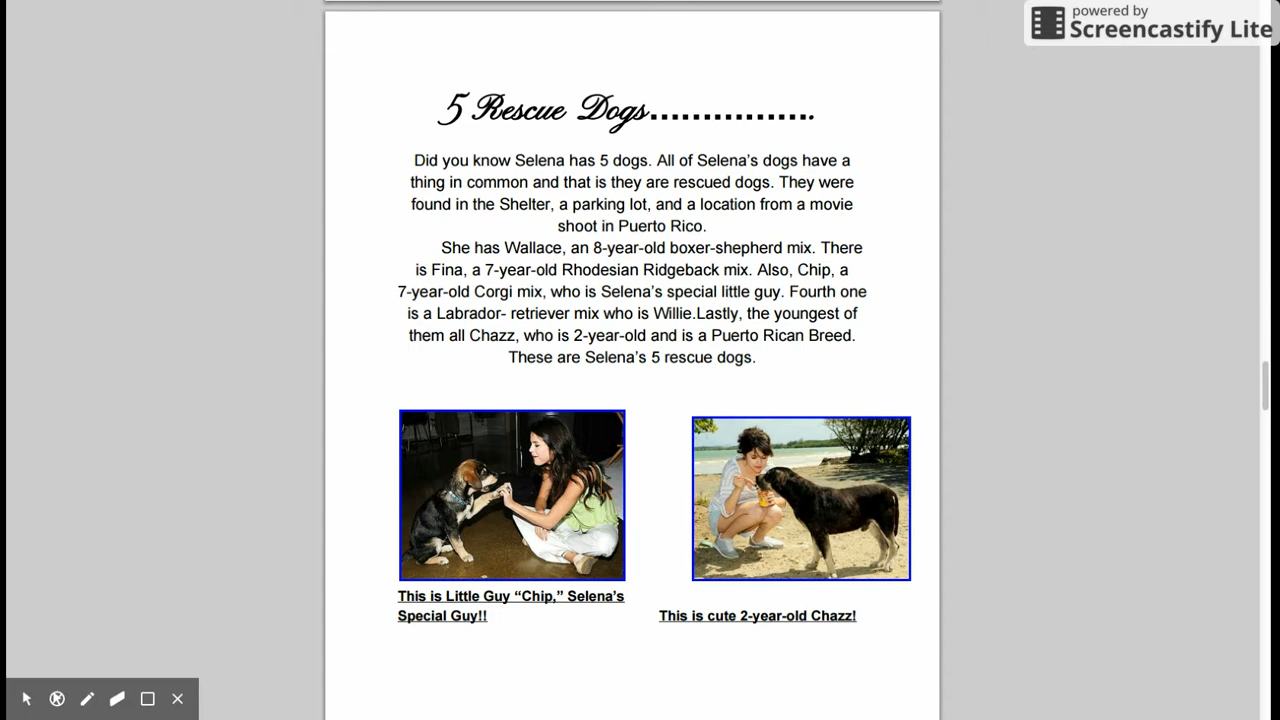 powered by
Screencastify Lite
5 Rescue Dogs................
Did you know Selena has 5 dogs. All of Selena's dogs have a
thing in common and that is they are rescued dogs. They were
found in the Shelter, a parking lot, and a location from a movie
shoot in Puerto Rico.
She has Wallace, an 8-year-old boxer-shepherd mix. There
is Fina, a 7-year-old Rhodesian Ridgeback mix. Also, Chip, a
7-year-old Corgi mix, who is Selena's special little guy. Fourth one
is a Labrador- retriever mix who is Willie.Lastly, the youngest of
them all Chazz, who is 2-year-old and is a Puerto Rican Breed.
These are Selena's 5 rescue dogs.
This is Little Guy “Chip,” Selena's
Special Guy!!
This is cute 2-year-old Chazz!